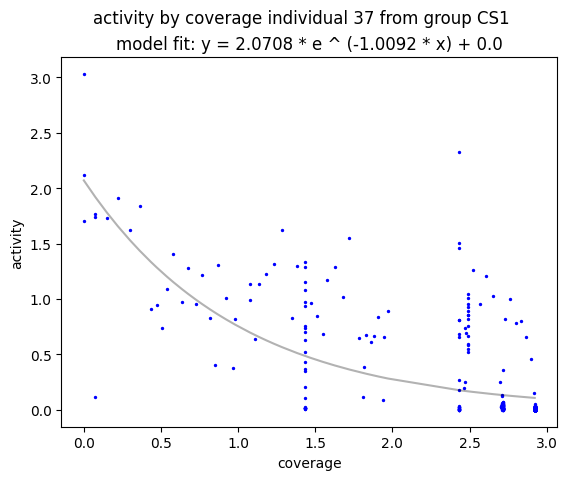 activity by coverage individual 37 from group CS1
model fit: y = 2.0708 * e ^ (-1.0092 * x) + 0.0
3.0
2.5
2.0
1.5
1.0
0.5
0.0
activity
0.0 0.5 1.0 1.5 2.0 2.5 3.0
coverage